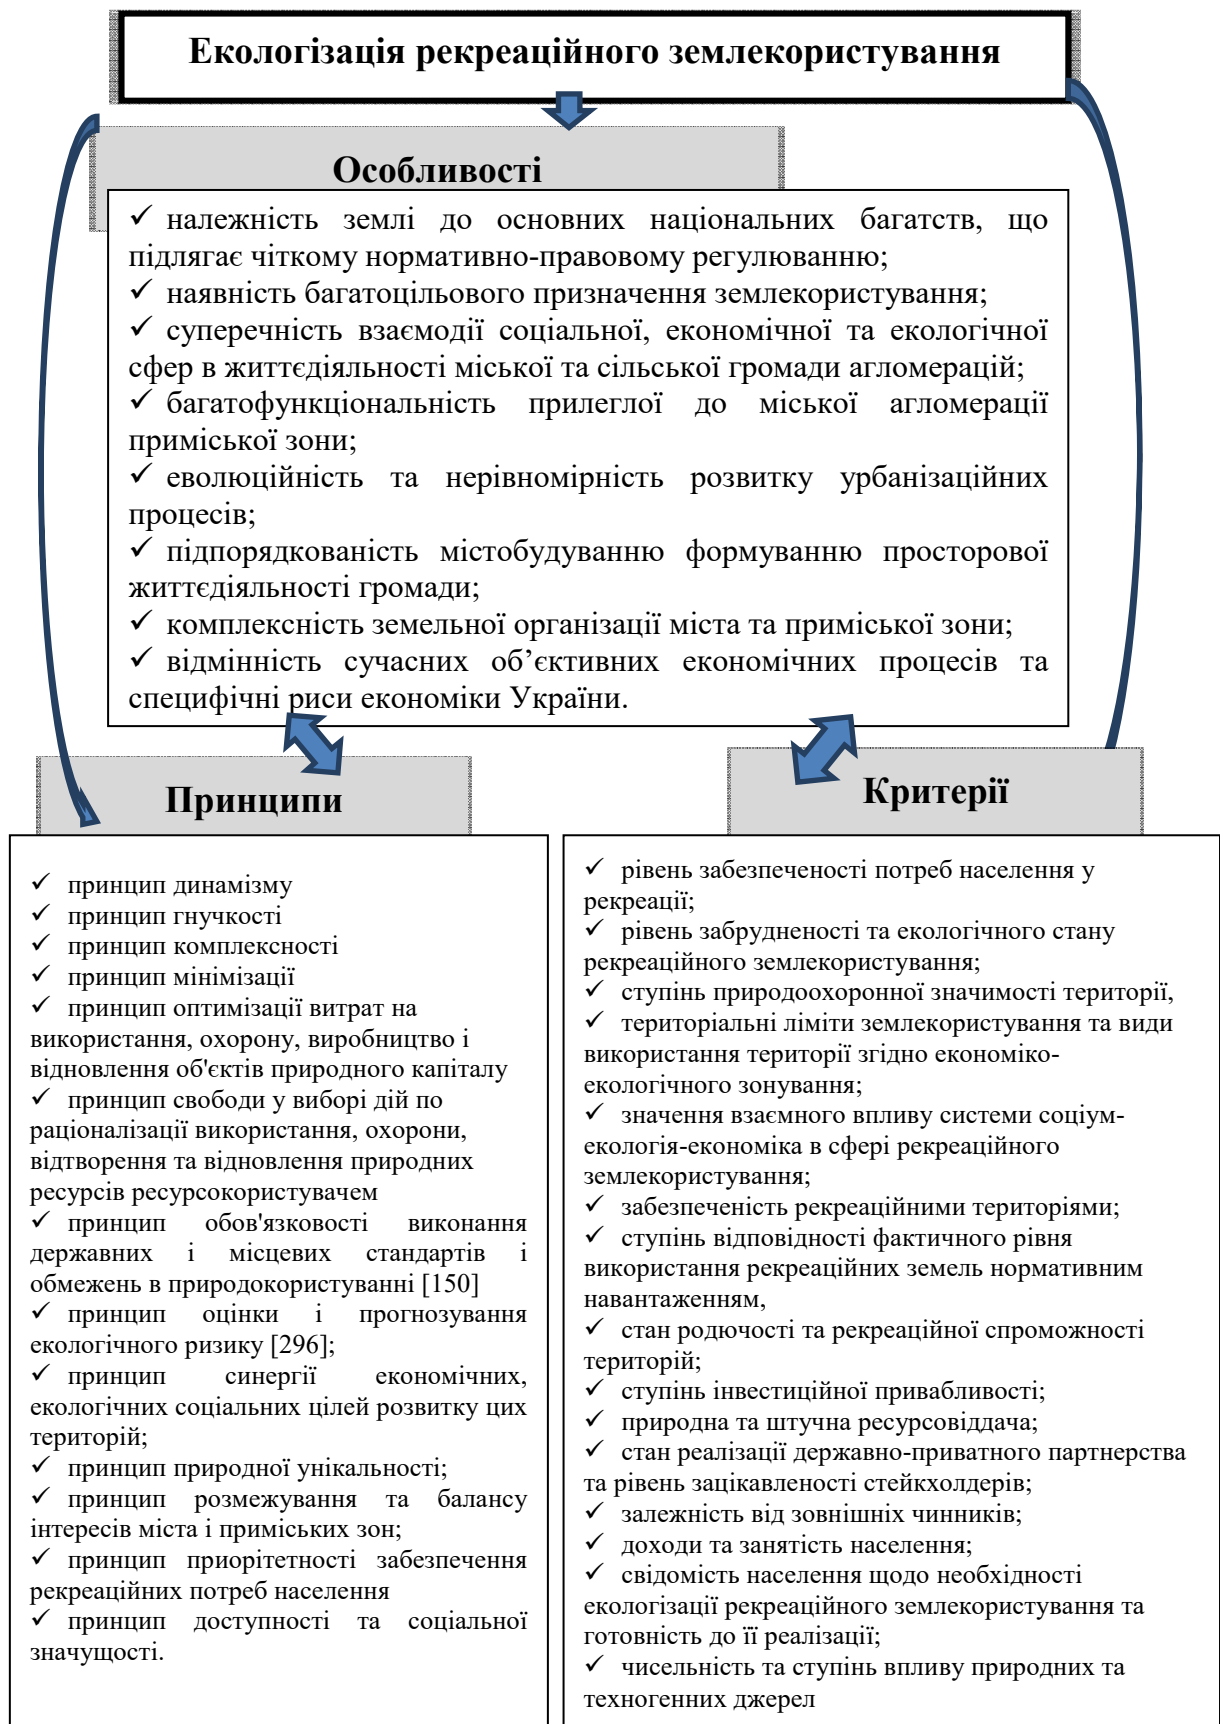 Екологізація рекреаційного землекористування
Особливості
✓ належність землі до основних національних багатств, що
підлягає чіткому нормативно-правовому регулюванню;
✓ наявність багатоцільового призначення землекористування;
✓ суперечність взаємодії соціальної, економічної та екологічної
сфер в життєдіяльності міської та сільської громади агломерацій;
✓ багатофункціональність прилеглої до міської агломерації
приміської зони;
✓ еволюційність та нерівномірність розвитку урбанізаційних
процесів;
✓ підпорядкованість містобудуванню формуванню просторової
життєдіяльності громади;
✓ комплексність земельної організації міста та приміської зони;
✓ відмінність сучасних об’єктивних економічних процесів та
специфічні риси економіки України.
Принципи
✓ принцип динамізму
✓ принцип гнучкості
✓ принцип комплексності
✓ принцип мінімізації
✓ принцип оптимізації витрат на
використання, охорону, виробництво і
відновлення об'єктів природного капіталу
✓ принцип свободи у виборі дій по
раціоналізації використання, охорони,
відтворення та відновлення природних
ресурсів ресурсокористувачем
✓ принцип обов'язковості виконання
державних і місцевих стандартів і
обмежень в природокористуванні [150]
✓ принцип оцінки і прогнозування
екологічного ризику [296];
✓ принцип синергії економічних,
екологічних соціальних цілей розвитку цих
територій;
✓ принцип природної унікальності;
✓ принцип розмежування та балансу
інтересів міста і приміських зон;
✓ принцип приорітетності забезпечення
рекреаційних потреб населення
✓ принцип доступності та соціальної
значущості.
Критерії
✓ рівень забезпеченості потреб населення у
рекреації;
✓ рівень забрудненості та екологічного стану
рекреаційного землекористування;
✓ ступінь природоохоронної значимості території,
✓ територіальні ліміти землекористування та види
використання території згідно економіко-
екологічного зонування;
✓ значення взаємного впливу системи соціум-
екологія-економіка в сфері рекреаційного
землекористування;
✓ забезпеченість рекреаційними територіями;
✓ ступінь відповідності фактичного рівня
використання рекреаційних земель нормативним
навантаженням,
✓ стан родючості та рекреаційної спроможності
територій;
✓ ступінь інвестиційної привабливості;
✓ природна та штучна ресурсовіддача;
✓ стан реалізації державно-приватного партнерства
та рівень зацікавленості стейкхолдерів;
✓ залежність від зовнішніх чинників;
✓ доходи та занятість населення;
✓ свідомість населення щодо необхідності
екологізації рекреаційного землекористування та
готовність до її реалізації;
✓ чисельність та ступінь впливу природних та
техногенних джерел